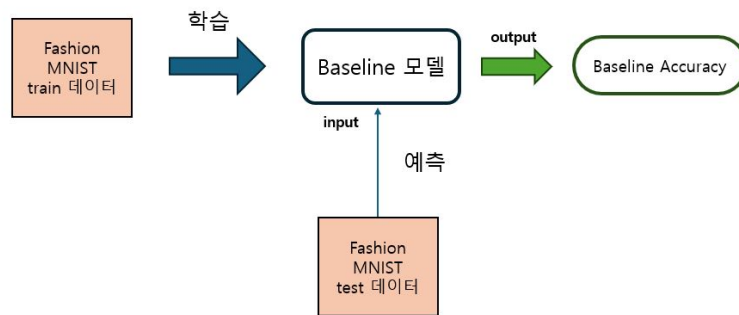 학습
Fashion
MNIST
train 데이터
Baseline 모델
output
Baseline Accuracy
input
예측
Fashion
MNIST
test 데이터